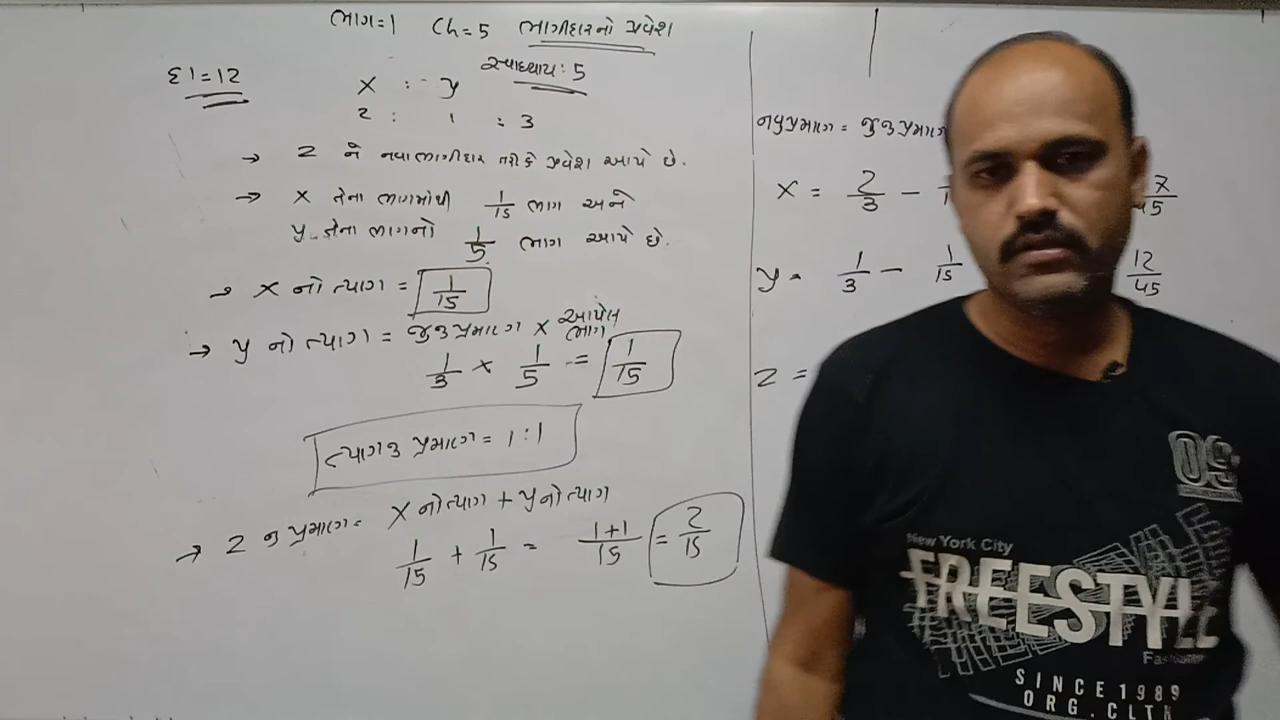 ભાગ=1 Ch=5 ભાગીદારનો પ્રવેશ
સ્વાધ્યાય: 5
દા=12
X : Y
2 : 1 : 3
→ Z ને નવા ભાગીદાર તરીકે પ્રવેશ આપે છે.
→ X તેના ભાગમાંથી 1/15 ભાગ અને
Y તેના ભાગનો 1/5 ભાગ આપે છે.
→ X નો ત્યાગ = 1/15
→ Y નો ત્યાગ = જુનુ પ્રમાણ × આપેલ ભાગ
1/3 × 1/5 = 1/15
ત્યાગનુ પ્રમાણ = 1:1
→ Z નુ પ્રમાણ = X નો ત્યાગ + Y નો ત્યાગ
1/15 + 1/15 = 1+1/15 = 2/15
નવુ પ્રમાણ = જુનુ પ્રમાણ
X = 2/3 −
Y = 1/3 − 1/15 12/45
Z =
09
New York City
FREESTYLE
SINCE 1989
ORG.CLTH